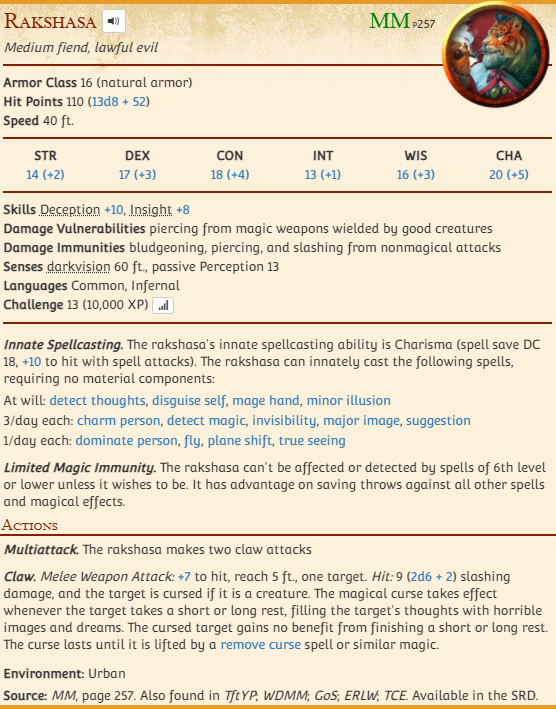 Rakshasa MM p257
Medium fiend, lawful evil
Armor Class 16 (natural armor)
Hit Points 110 (13d8 + 52)
Speed 40 ft.
STR DEX CON INT WIS CHA
14 (+2) 17 (+3) 18 (+4) 13 (+1) 16 (+3) 20 (+5)
Skills Deception +10, Insight +8
Damage Vulnerabilities piercing from magic weapons wielded by good creatures
Damage Immunities bludgeoning, piercing, and slashing from nonmagical attacks
Senses darkvision 60 ft., passive Perception 13
Languages Common, Infernal
Challenge 13 (10,000 XP)
Innate Spellcasting. The rakshasa's innate spellcasting ability is Charisma (spell save DC
18, +10 to hit with spell attacks). The rakshasa can innately cast the following spells,
requiring no material components:
At will: detect thoughts, disguise self, mage hand, minor illusion
3/day each: charm person, detect magic, invisibility, major image, suggestion
1/day each: dominate person, fly, plane shift, true seeing
Limited Magic Immunity. The rakshasa can't be affected or detected by spells of 6th level
or lower unless it wishes to be. It has advantage on saving throws against all other spells
and magical effects.
Actions
Multiattack. The rakshasa makes two claw attacks
Claw. Melee Weapon Attack: +7 to hit, reach 5 ft., one target. Hit: 9 (2d6 + 2) slashing
damage, and the target is cursed if it is a creature. The magical curse takes effect
whenever the target takes a short or long rest, filling the target's thoughts with horrible
images and dreams. The cursed target gains no benefit from finishing a short or long rest.
The curse lasts until it is lifted by a remove curse spell or similar magic.
Environment: Urban
Source: MM, page 257. Also found in TftYP; WDMM; GoS; ERLW; TCE. Available in the SRD.